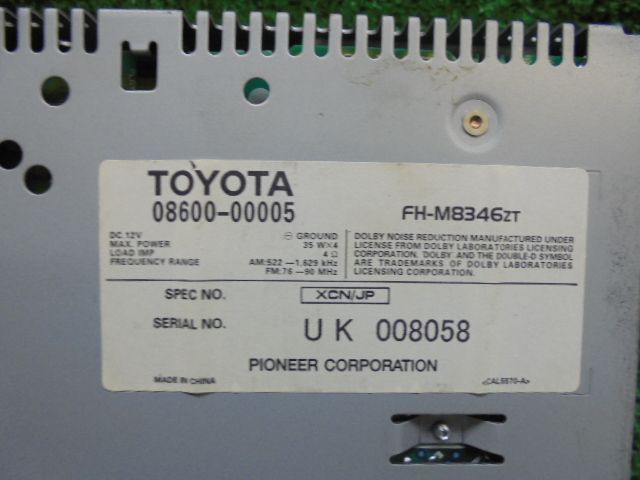 TOYOTA
08600-00005
FH-M8346ZT
DC.12V ⊖ GROUND
MAX. POWER 35 W×4
LOAD IMP 4 Ω
FREQUENCY RANGE AM:522 —1,629 kHz
FM:76 —90 MHz
DOLBY NOISE REDUCTION MANUFACTURED UNDER
LICENSE FROM DOLBY LABORATORIES LICENSING
CORPORATION. DOLBY AND THE DOUBLE-D SYMBOL
ARE TRADEMARKS OF DOLBY LABORATORIES
LICENSING CORPORATION.
SPEC NO. XCN/JP
SERIAL NO. UK 008058
PIONEER CORPORATION
MADE IN CHINA
<CAL5570-A>